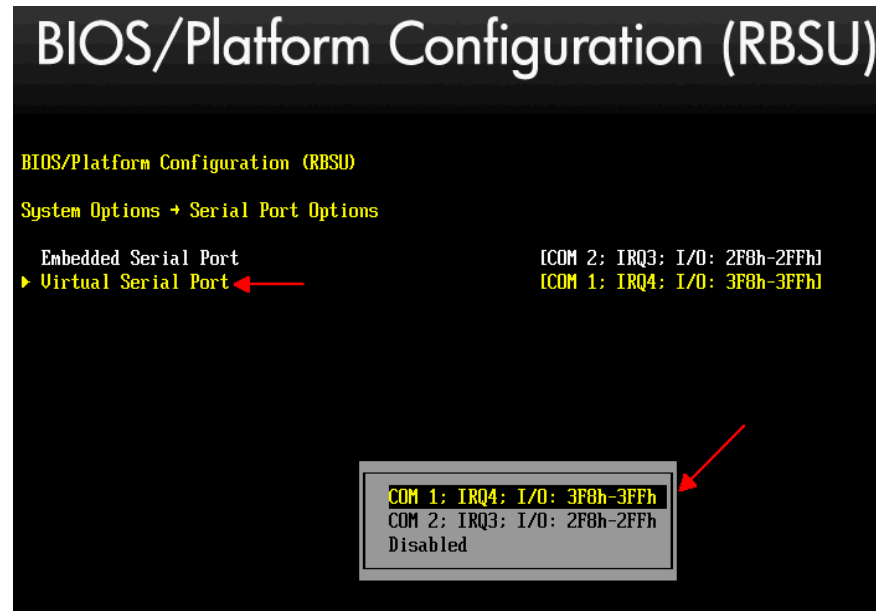 BIOS/Platform Configuration (RBSU)
BIOS/Platform Configuration (RBSU)
System Options → Serial Port Options
Embedded Serial Port [COM 2; IRQ3; I/O: 2F8h-2FFh]
Virtual Serial Port [COM 1; IRQ4; I/O: 3F8h-3FFh]
COM 1; IRQ4; I/O: 3F8h-3FFh
COM 2; IRQ3; I/O: 2F8h-2FFh
Disabled